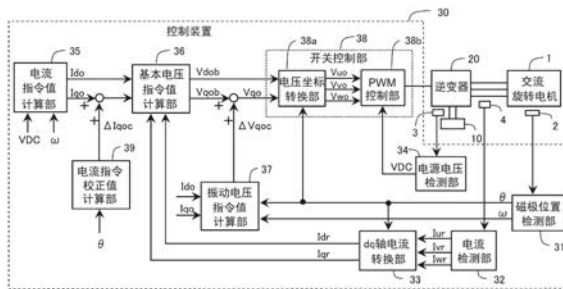 30
控制装置
35
电流
指令值
计算部
Ido
Iqo
VDC
ω
ΔIqoc
39
电流指令
校正值
计算部
θ
36
基本电压
指令值
计算部
Vdob
Vqob
Vqo
ΔVqoc
Ido
Iqo
37
振动电压
指令值
计算部
38
开关控制部
38a
电压坐标
转换部
Vuo
Vvo
Vwo
38b
PWM
控制部
20
逆变器
1
交流
旋转电机
3
10
4
2
34
VDC
电源电压
检测部
θ
ω
磁极位置
检测部
31
Idr
Iqr
dq轴电流
转换部
33
Iur
Ivr
Iwr
电流
检测部
32